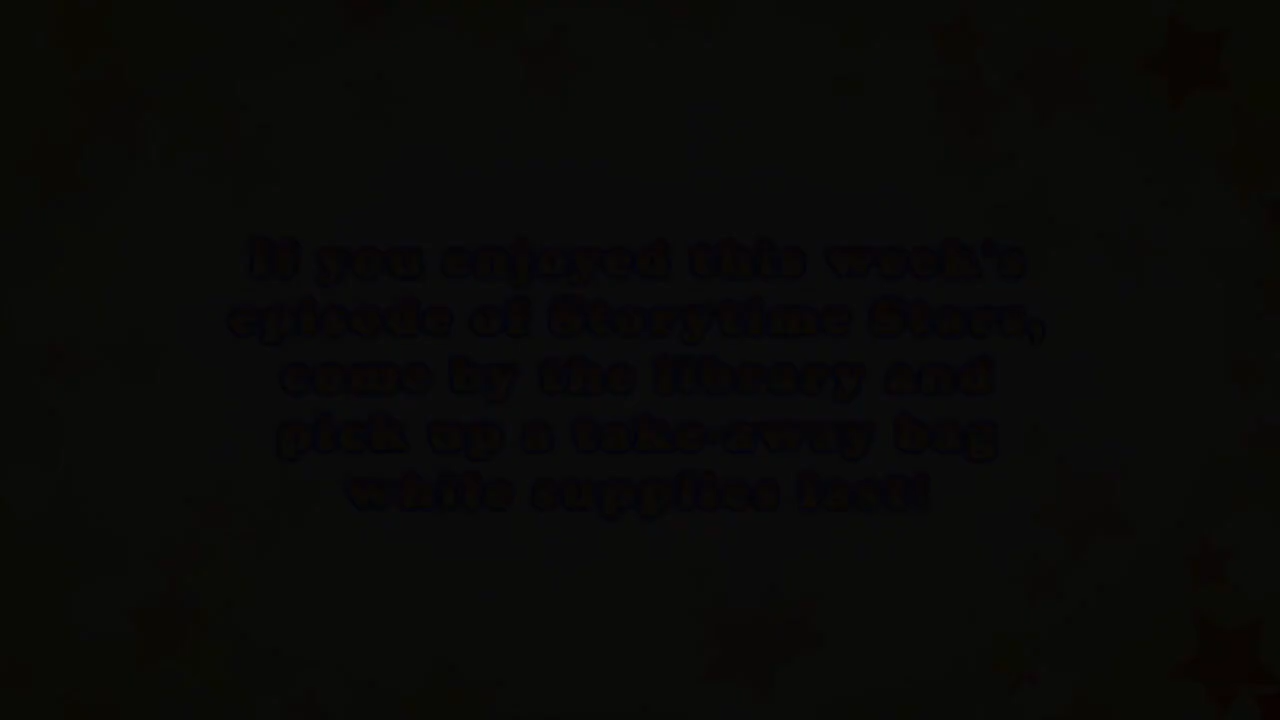 If you enjoyed this week's
episode of Storytime Stars,
come by the library and
pick up a take-away bag
while supplies last!